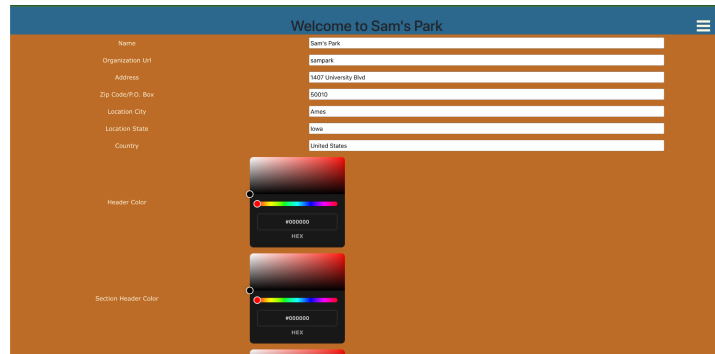 Welcome to Sam's Park
Name Sam's Park
Organization Url sampark
Address 1407 University Blvd
Zip Code/P.O. Box 50010
Location City Ames
Location State Iowa
Country United States
Header Color
#000000
HEX
Section Header Color
#000000
HEX